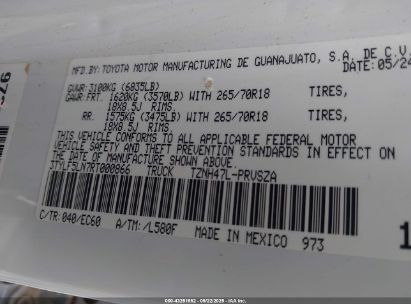 MFD.BY:TOYOTA MOTOR MANUFACTURING DE GUANAJUATO, S.A. DE C.V.
DATE:05/24
GVWR:3100KG (6835LB)
GAWR:FRT. 1620KG (3570LB) WITH 265/70R18 TIRES,
18X8.5J RIMS
RR. 1575KG (3475LB) WITH 265/70R18 TIRES,
18X8.5J RIMS
THIS VEHICLE CONFORMS TO ALL APPLICABLE FEDERAL MOTOR
VEHICLE SAFETY AND THEFT PREVENTION STANDARDS IN EFFECT ON
THE DATE OF MANUFACTURE SHOWN ABOVE.
3TYLF5LN7RT000866 TRUCK TZNH47L-PRVSZA
C/TR:040/EC60 A/TM:/L580F MADE IN MEXICO 973